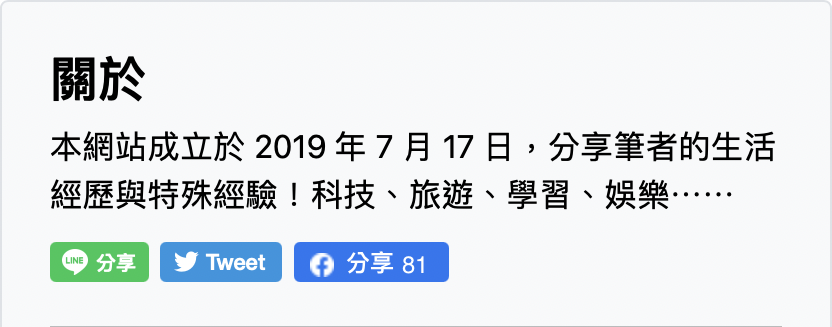 關於
本網站成立於 2019 年 7 月 17 日，分享筆者的生活
經歷與特殊經驗！科技、旅遊、學習、娛樂⋯⋯
LINE 分享 Tweet 分享 81